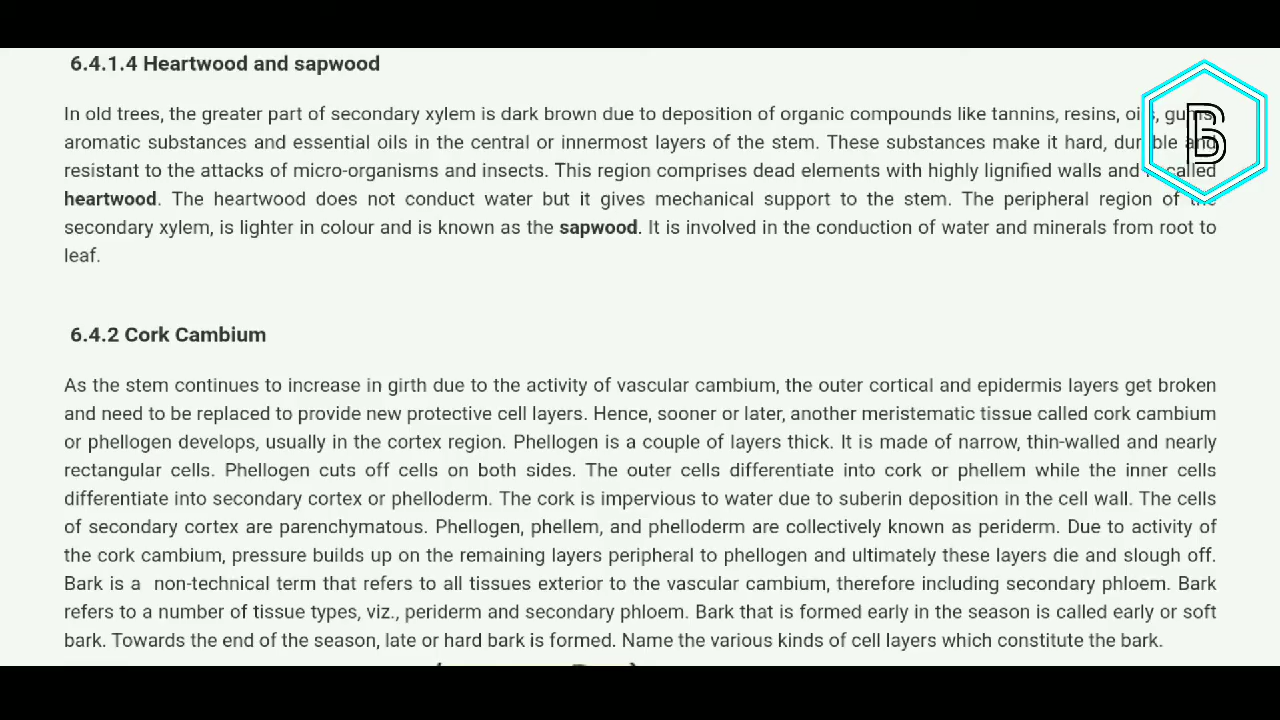 6.4.1.4 Heartwood and sapwood
In old trees, the greater part of secondary xylem is dark brown due to deposition of organic compounds like tannins, resins, oils, gums,
aromatic substances and essential oils in the central or innermost layers of the stem. These substances make it hard, durable and
resistant to the attacks of micro-organisms and insects. This region comprises dead elements with highly lignified walls and is called
heartwood. The heartwood does not conduct water but it gives mechanical support to the stem. The peripheral region of the
secondary xylem, is lighter in colour and is known as the sapwood. It is involved in the conduction of water and minerals from root to
leaf.
6.4.2 Cork Cambium
As the stem continues to increase in girth due to the activity of vascular cambium, the outer cortical and epidermis layers get broken
and need to be replaced to provide new protective cell layers. Hence, sooner or later, another meristematic tissue called cork cambium
or phellogen develops, usually in the cortex region. Phellogen is a couple of layers thick. It is made of narrow, thin-walled and nearly
rectangular cells. Phellogen cuts off cells on both sides. The outer cells differentiate into cork or phellem while the inner cells
differentiate into secondary cortex or phelloderm. The cork is impervious to water due to suberin deposition in the cell wall. The cells
of secondary cortex are parenchymatous. Phellogen, phellem, and phelloderm are collectively known as periderm. Due to activity of
the cork cambium, pressure builds up on the remaining layers peripheral to phellogen and ultimately these layers die and slough off.
Bark is a non-technical term that refers to all tissues exterior to the vascular cambium, therefore including secondary phloem. Bark
refers to a number of tissue types, viz., periderm and secondary phloem. Bark that is formed early in the season is called early or soft
bark. Towards the end of the season, late or hard bark is formed. Name the various kinds of cell layers which constitute the bark.